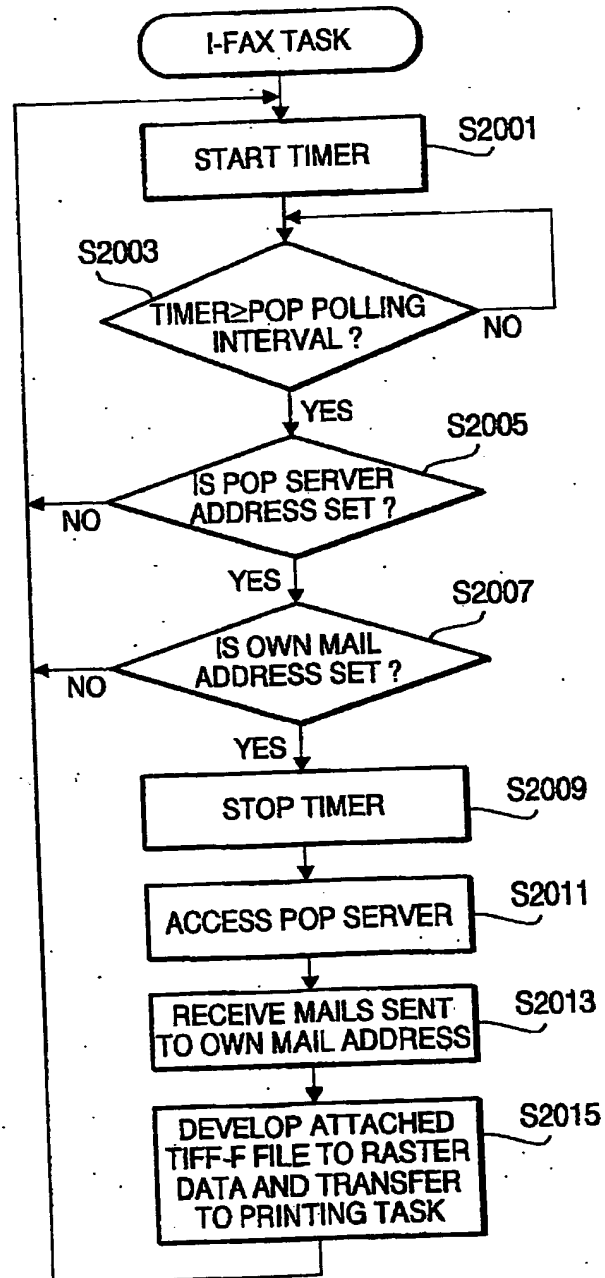 I-FAX TASK
START TIMER
S2001
S2003
TIMER≥POP POLLING
INTERVAL ?
NO
YES
S2005
IS POP SERVER
ADDRESS SET ?
NO
YES
S2007
IS OWN MAIL
ADDRESS SET ?
NO
YES
STOP TIMER
S2009
ACCESS POP SERVER
S2011
RECEIVE MAILS SENT
TO OWN MAIL ADDRESS
S2013
DEVELOP ATTACHED
TIFF-F FILE TO RASTER
DATA AND TRANSFER
TO PRINTING TASK
S2015